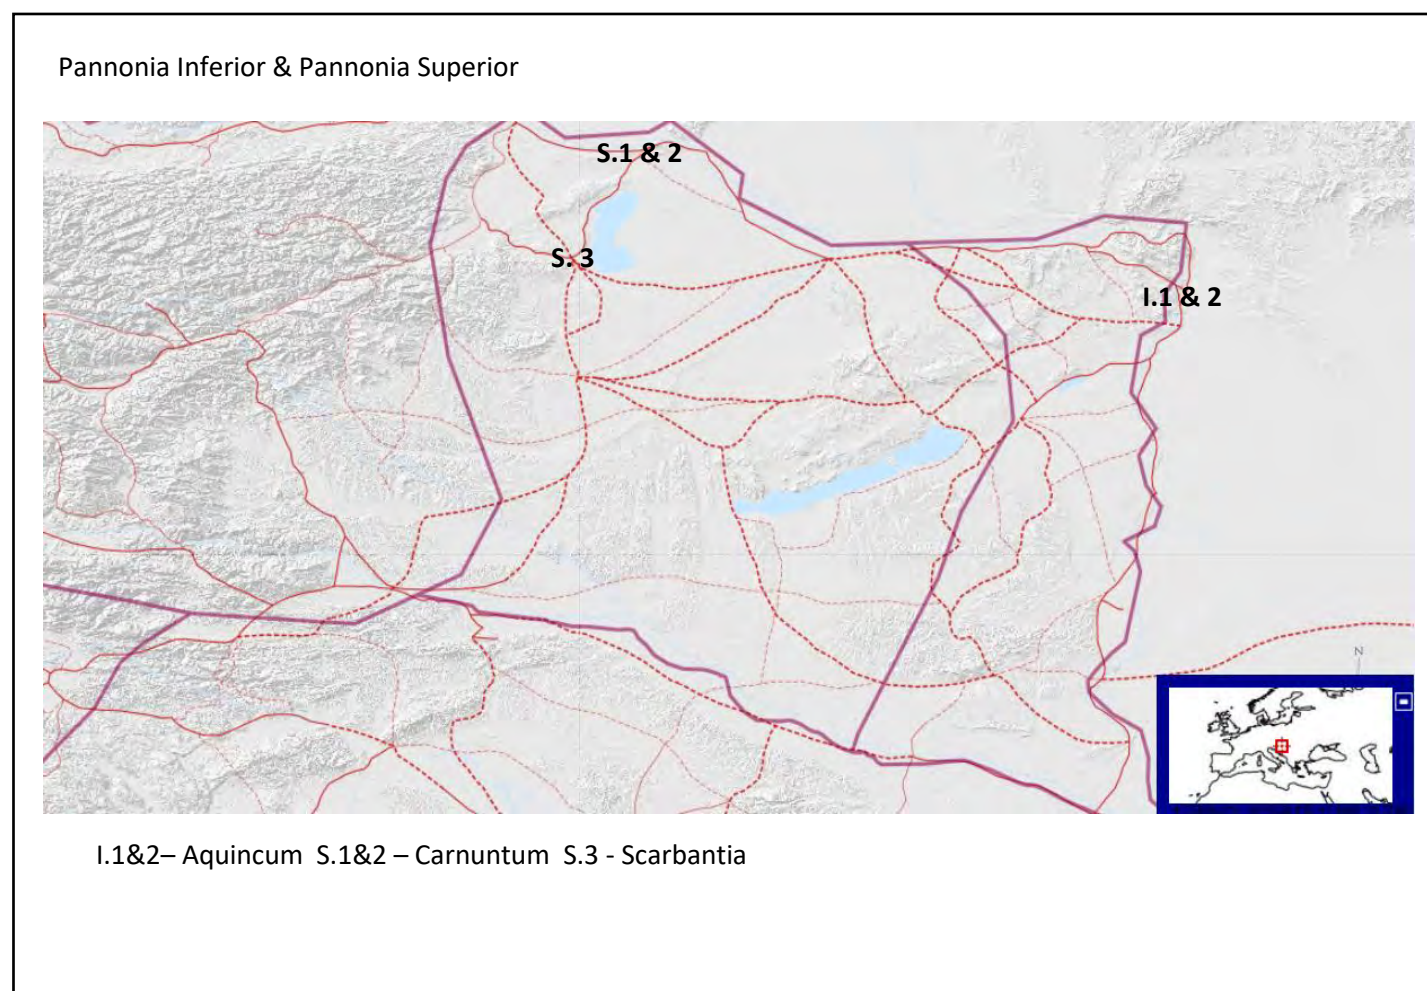 Pannonia Inferior & Pannonia Superior
S.1 & 2
S. 3
I.1 & 2
N
I.1&2– Aquincum  S.1&2 – Carnuntum  S.3 - Scarbantia